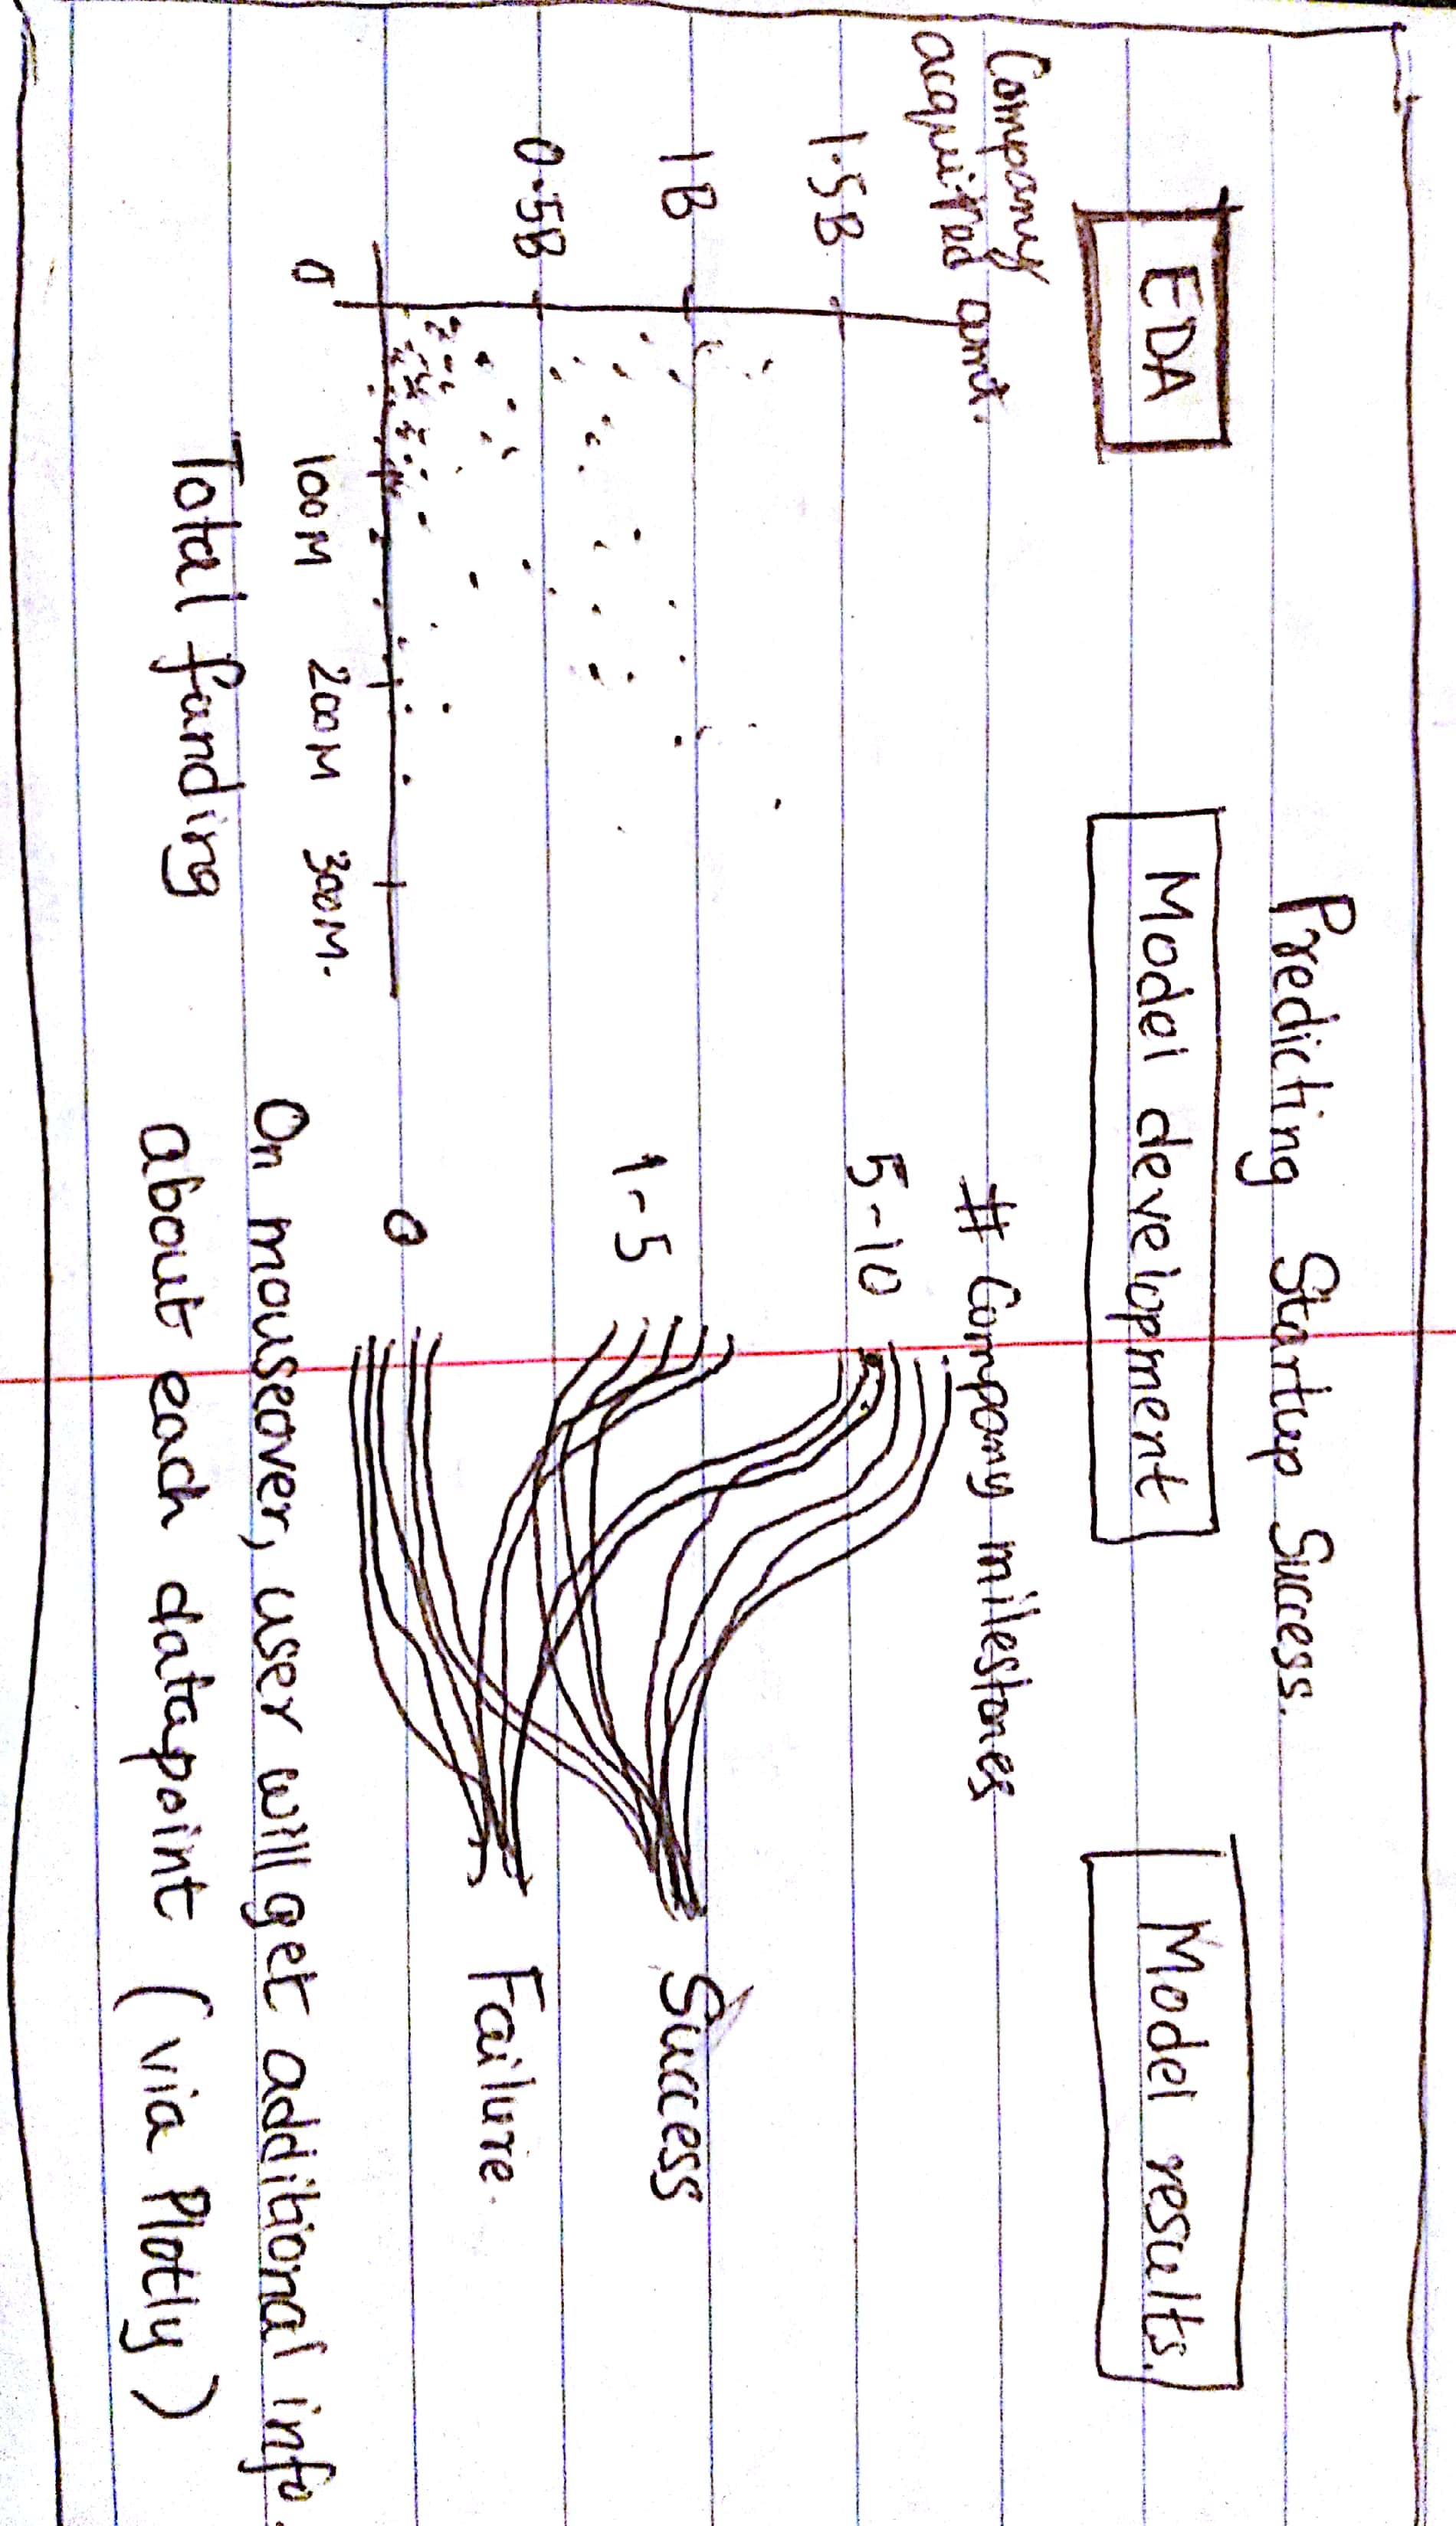 Predicting Startup Success.
EDA
Model development
Model results.
Company
acquired amt.
1.5B
1B
0.5B
0
100M
200M
300M.
Total funding
# Company milestones
5-10
1-5
0
Success
Failure.
On mouseover, user will get additional info.
about each datapoint (via Plotly)